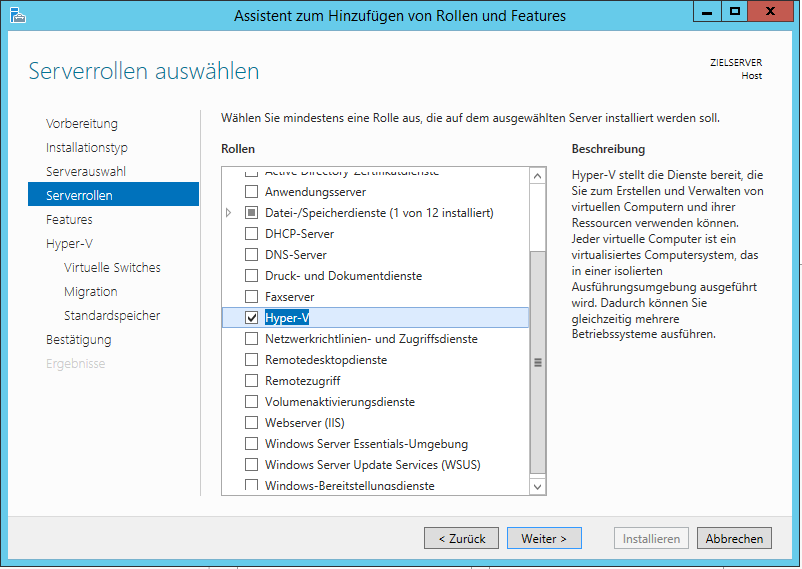 Assistent zum Hinzufügen von Rollen und Features
Serverrollen auswählen
ZIELSERVER
Host
Vorbereitung
Installationstyp
Serverauswahl
Serverrollen
Features
Hyper-V
Virtuelle Switches
Migration
Standardspeicher
Bestätigung
Ergebnisse
Wählen Sie mindestens eine Rolle aus, die auf dem ausgewählten Server installiert werden soll.
Rollen
Active Directory-Zertifikatdienste
Anwendungsserver
Datei-/Speicherdienste (1 von 12 installiert)
DHCP-Server
DNS-Server
Druck- und Dokumentdienste
Faxserver
Hyper-V
Netzwerkrichtlinien- und Zugriffsdienste
Remotedesktopdienste
Remotezugriff
Volumenaktivierungsdienste
Webserver (IIS)
Windows Server Essentials-Umgebung
Windows Server Update Services (WSUS)
Windows-Bereitstellungsdienste
Beschreibung
Hyper-V stellt die Dienste bereit, die
Sie zum Erstellen und Verwalten von
virtuellen Computern und ihrer
Ressourcen verwenden können.
Jeder virtuelle Computer ist ein
virtualisiertes Computersystem, das
in einer isolierten
Ausführungsumgebung ausgeführt
wird. Dadurch können Sie
gleichzeitig mehrere
Betriebssysteme ausführen.
< Zurück
Weiter >
Installieren
Abbrechen